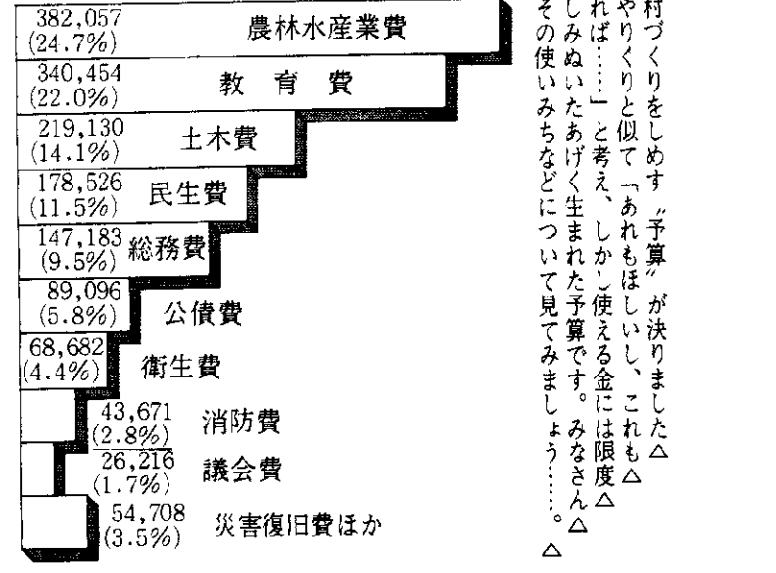 382,057
(24.7%)
農林水産業費
340,454
(22.0%)
教育費
219,130
(14.1%)
土木費
178,526
(11.5%)
民生費
147,183
(9.5%)
総務費
89,096
(5.8%)
公債費
68,682
(4.4%)
衛生費
43,671
(2.8%)
消防費
26,216
(1.7%)
議会費
54,708
(3.5%)
災害復旧費ほか
村づくりをしめす〝予算〟が決りました△
やりくりと似て「あれもほしいし、これも△
れば……」と考え、しかし使える金には限度△
しみぬいたあげく生まれた予算です。みなさん△
その使いみちなどについて見てみましょう……。△